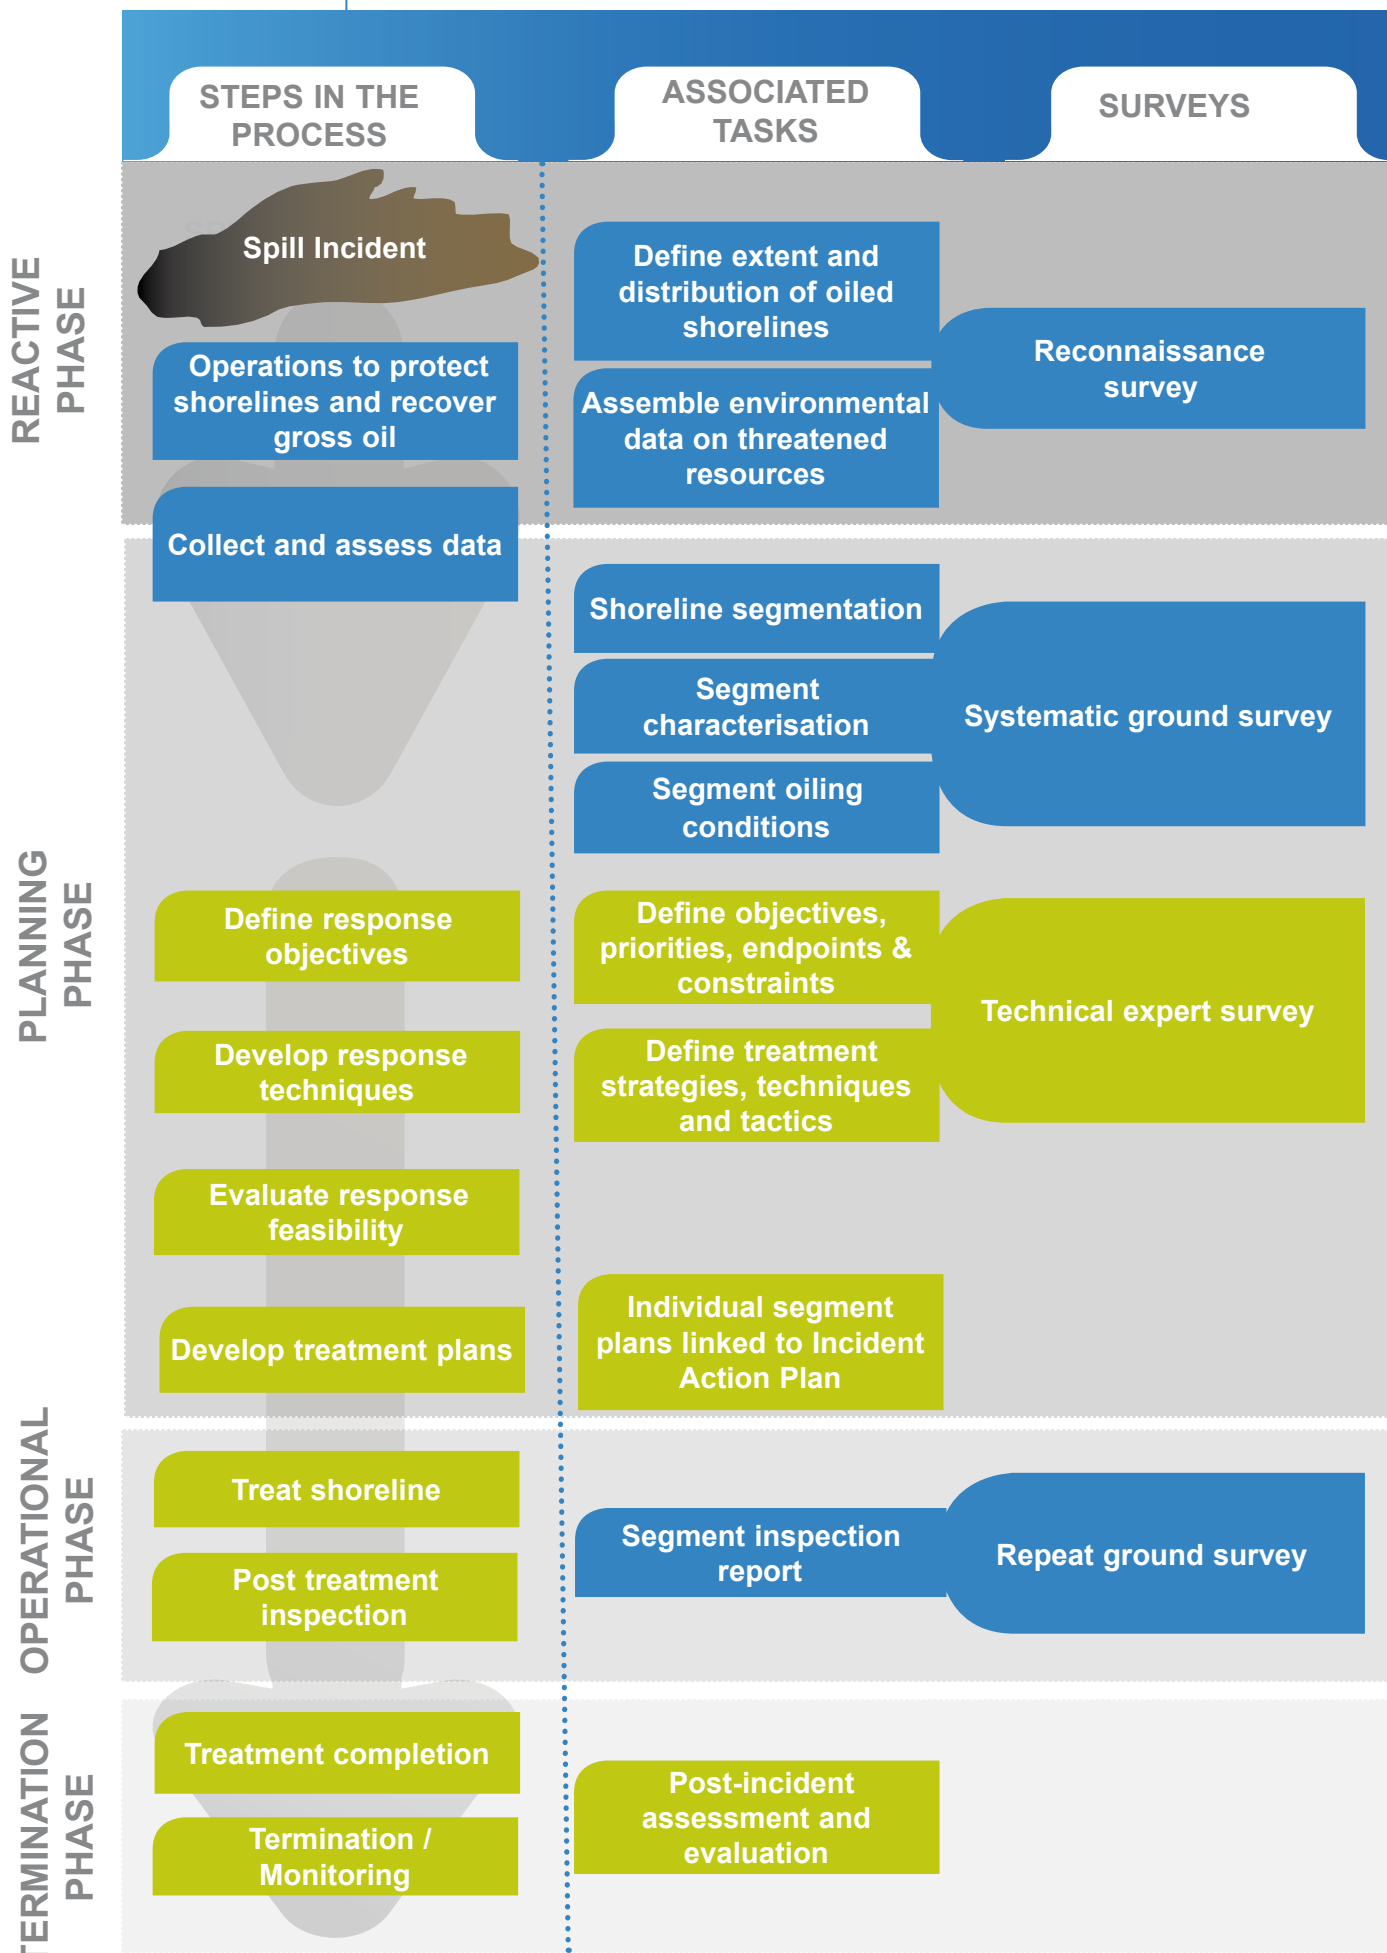 STEPS IN THE
PROCESS
ASSOCIATED
TASKS
SURVEYS
REACTIVE
PHASE
Spill Incident
Operations to protect
shorelines and recover
gross oil
Collect and assess data
Define extent and
distribution of oiled
shorelines
Assemble environmental
data on threatened
resources
Reconnaissance
survey
PLANNING
PHASE
Shoreline segmentation
Segment
characterisation
Segment oiling
conditions
Systematic ground survey
Define response
objectives
Develop response
techniques
Evaluate response
feasibility
Develop treatment plans
Define objectives,
priorities, endpoints &
constraints
Define treatment
strategies, techniques
and tactics
Individual segment
plans linked to Incident
Action Plan
Technical expert survey
OPERATIONAL
PHASE
Treat shoreline
Post treatment
inspection
Segment inspection
report
Repeat ground survey
TERMINATION
PHASE
Treatment completion
Termination /
Monitoring
Post-incident
assessment and
evaluation